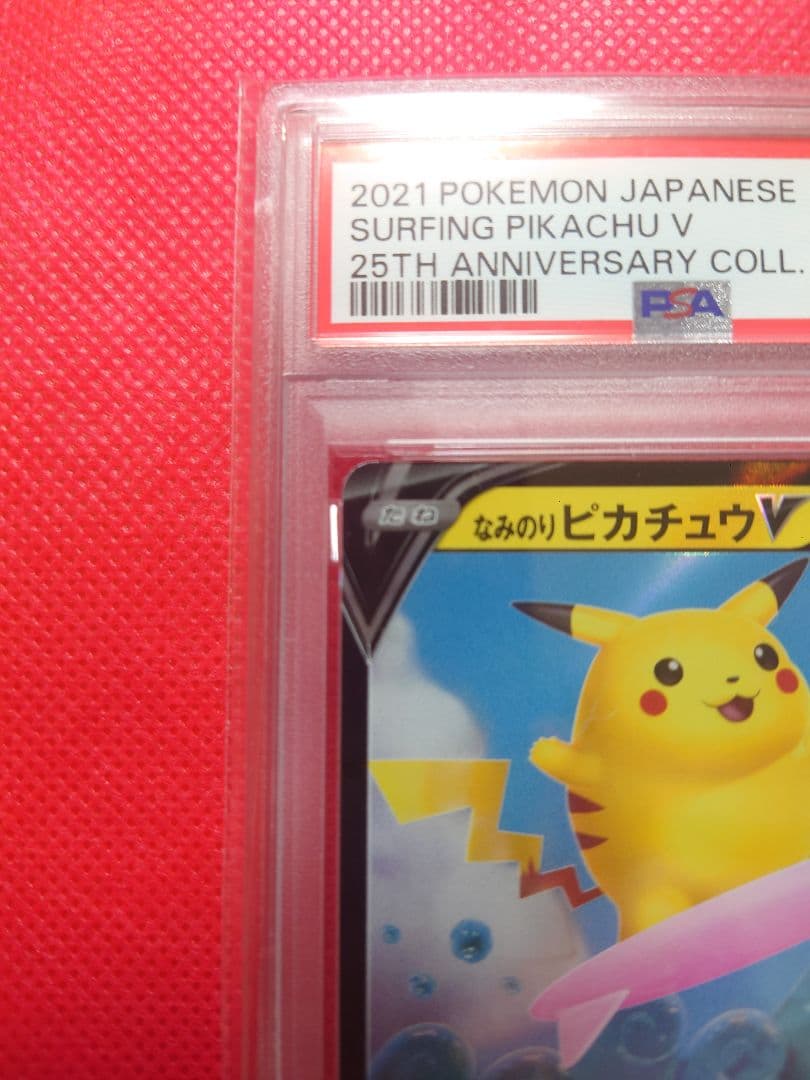 2021 POKEMON JAPANESE
SURFING PIKACHU V
25TH ANNIVERSARY COLL.
PSA
たね
なみのりピカチュウV